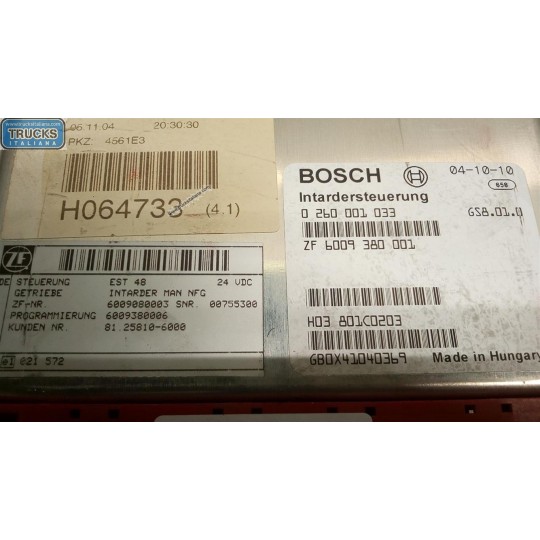 TRUCKS
ITALIANA
05.11.04 20:30:30
PKZ: 4561E3
H064733 (4.1)
ZF
DE STEUERUNG EST 48 24 VDC
GETRIEBE INTARDER MAN NFG
ZF-NR. 6009080003 SNR. 00755300
PROGRAMMIERUNG 6009380006
KUNDEN NR. 81.25810-6000
021 572
BOSCH 04-10-10
656
Intardersteuerung
0 260 001 033 GS8.01.U
ZF 6009 380 001
H03 801C0203
GB0X41040369 Made in Hungary